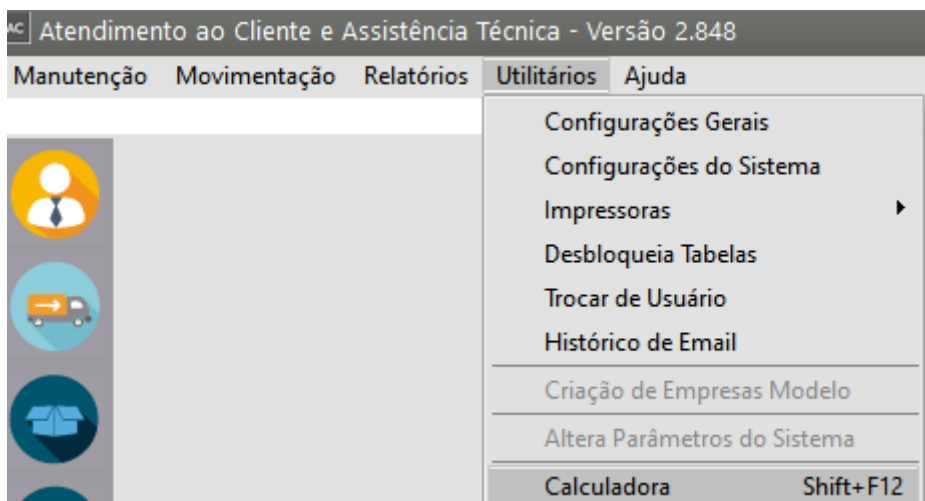 AC Atendimento ao Cliente e Assistência Técnica - Versão 2.848
Manutenção Movimentação Relatórios Utilitários Ajuda
Configurações Gerais
Configurações do Sistema
Impressoras
Desbloqueia Tabelas
Trocar de Usuário
Histórico de Email
Criação de Empresas Modelo
Altera Parâmetros do Sistema
Calculadora Shift+F12